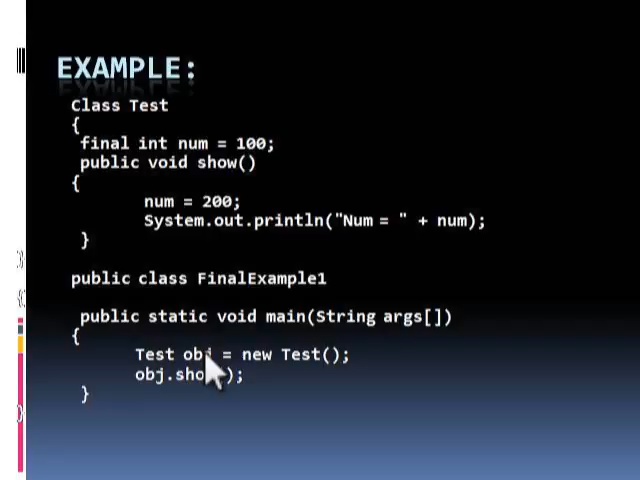 EXAMPLE:
Class Test
{
final int num = 100;
public void show()
{
num = 200;
System.out.println("Num = " + num);
}
public class FinalExample1
public static void main(String args[])
{
Test obj = new Test();
obj.sho );
}